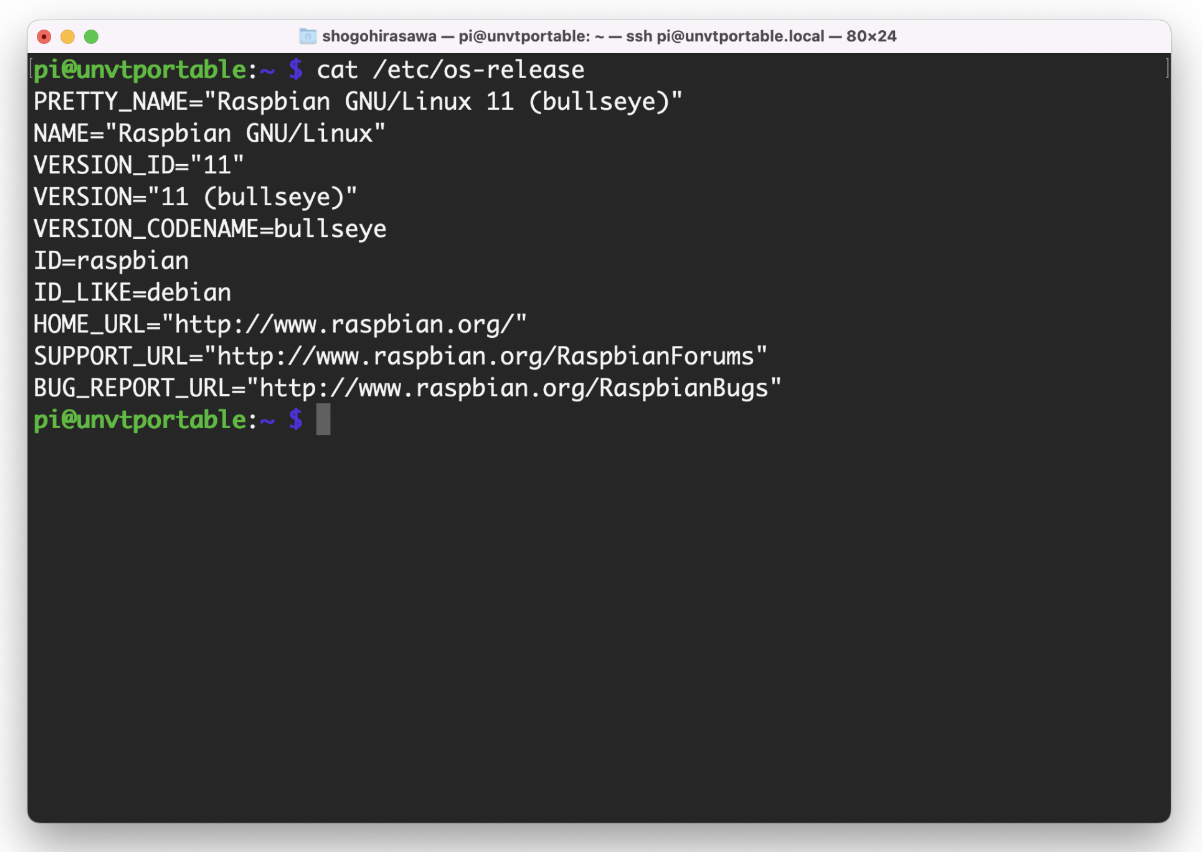 shogohirasawa — pi@unvtportable: ~ — ssh pi@unvtportable.local — 80×24
pi@unvtportable:~ $ cat /etc/os-release
PRETTY_NAME="Raspbian GNU/Linux 11 (bullseye)"
NAME="Raspbian GNU/Linux"
VERSION_ID="11"
VERSION="11 (bullseye)"
VERSION_CODENAME=bullseye
ID=raspbian
ID_LIKE=debian
HOME_URL="http://www.raspbian.org/"
SUPPORT_URL="http://www.raspbian.org/RaspbianForums"
BUG_REPORT_URL="http://www.raspbian.org/RaspbianBugs"
pi@unvtportable:~ $